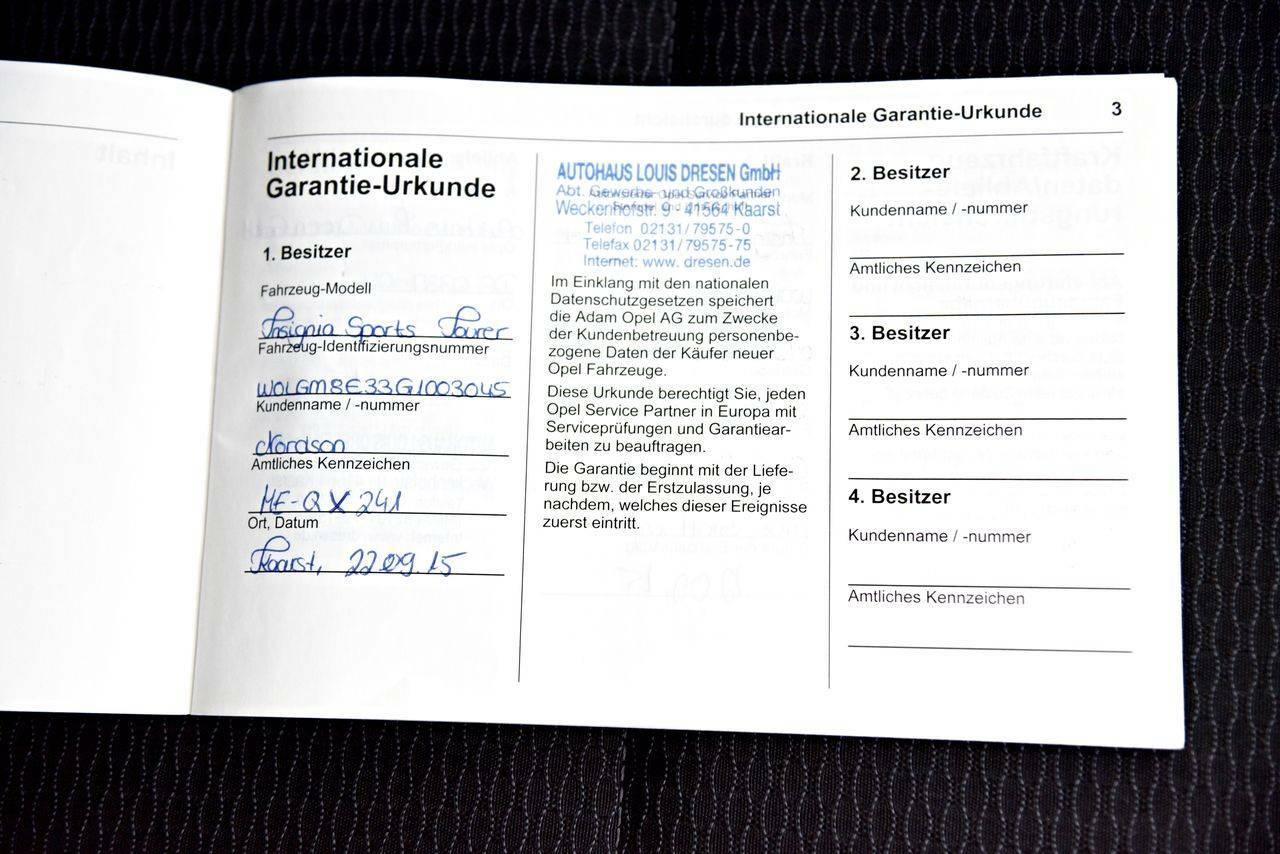 Internationale Garantie-Urkunde 3
Internationale
Garantie-Urkunde
1. Besitzer
Fahrzeug-Modell
Insignia Sports Tourer
Fahrzeug-Identifizierungsnummer
W0LGM8E33G1003045
Kundenname / -nummer
Nordson
Amtliches Kennzeichen
ME-QX 241
Ort, Datum
Kaarst, 22.09.15
AUTOHAUS LOUIS DRESEN GmbH
Abt. Gewerbe- und Großkunden
Weckenhofstr. 9 - 41564 Kaarst
Telefon 02131/79575-0
Telefax 02131/79575-75
Internet: www.dresen.de
Im Einklang mit den nationalen
Datenschutzgesetzen speichert
die Adam Opel AG zum Zwecke
der Kundenbetreuung personenbe-
zogene Daten der Käufer neuer
Opel Fahrzeuge.
Diese Urkunde berechtigt Sie, jeden
Opel Service Partner in Europa mit
Serviceprüfungen und Garantiear-
beiten zu beauftragen.
Die Garantie beginnt mit der Liefe-
rung bzw. der Erstzulassung, je
nachdem, welches dieser Ereignisse
zuerst eintritt.
2. Besitzer
Kundenname / -nummer
Amtliches Kennzeichen
3. Besitzer
Kundenname / -nummer
Amtliches Kennzeichen
4. Besitzer
Kundenname / -nummer
Amtliches Kennzeichen